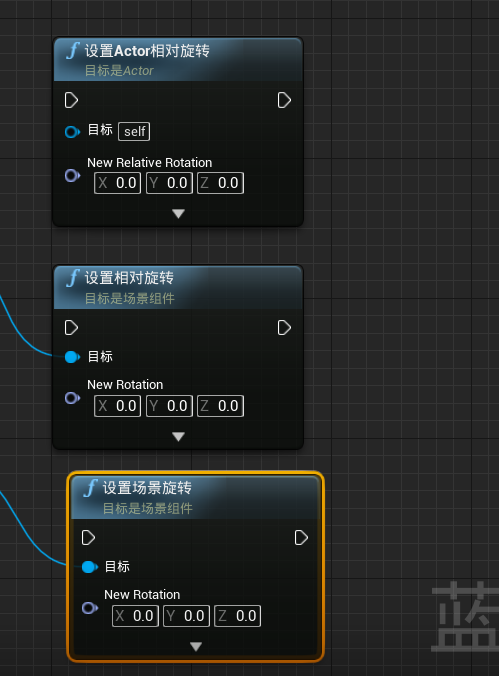 f 设置Actor相对旋转
目标是Actor
目标 self
New Relative Rotation
X 0.0 Y 0.0 Z 0.0
f 设置相对旋转
目标是场景组件
目标
New Rotation
X 0.0 Y 0.0 Z 0.0
f 设置场景旋转
目标是场景组件
目标
New Rotation
X 0.0 Y 0.0 Z 0.0
蓝